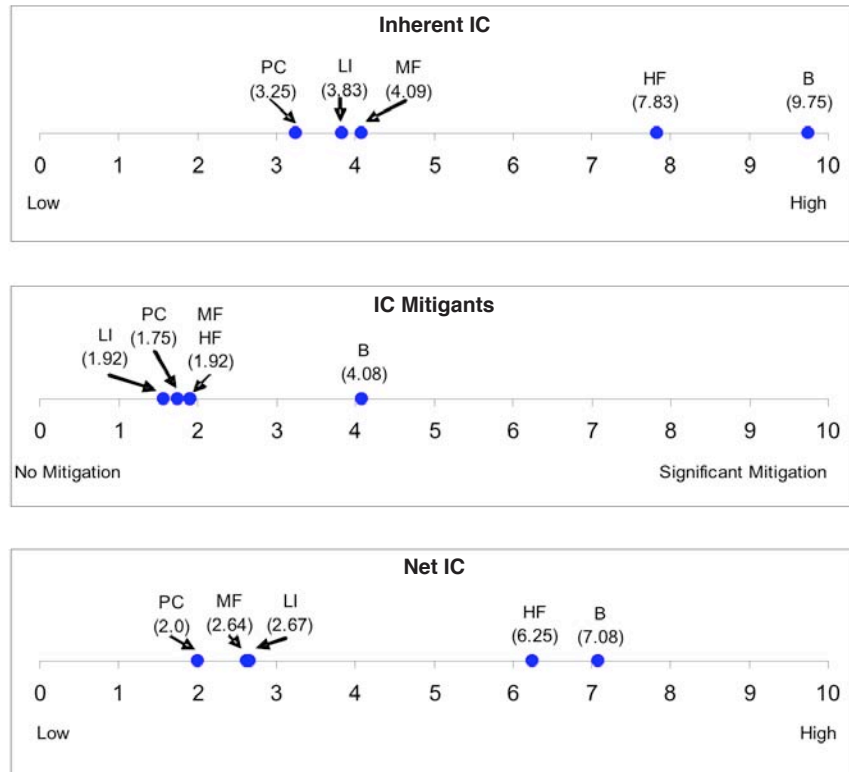 Inherent IC
PC
(3.25)
LI
(3.83)
MF
(4.09)
HF
(7.83)
B
(9.75)
0 1 2 3 4 5 6 7 8 9 10
Low High
IC Mitigants
LI
(1.92)
PC
(1.75)
MF
HF
(1.92)
B
(4.08)
0 1 2 3 4 5 6 7 8 9 10
No Mitigation Significant Mitigation
Net IC
PC
(2.0)
MF
(2.64)
LI
(2.67)
HF
(6.25)
B
(7.08)
0 1 2 3 4 5 6 7 8 9 10
Low High